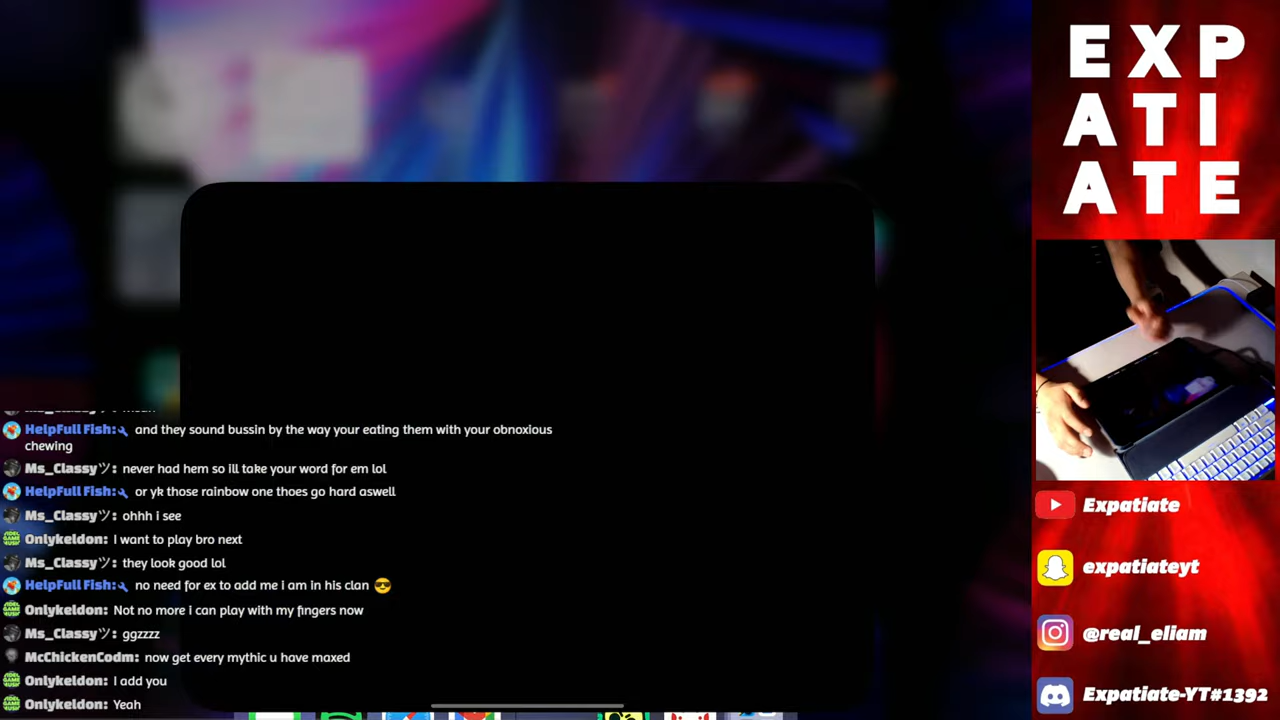 EXP
ATI
ATE
HelpFull Fish: and they sound bussin by the way your eating them with your obnoxious
chewing
Ms_Classyツ: never had hem so ill take your word for em lol
HelpFull Fish: or yk those rainbow one thoes go hard aswell
Ms_Classyツ: ohhh i see
Onlykeldon: I want to play bro next
Ms_Classyツ: they look good lol
HelpFull Fish: no need for ex to add me i am in his clan 😎
Onlykeldon: Not no more i can play with my fingers now
Ms_Classyツ: ggzzzz
McChickenCodm: now get every mythic u have maxed
Onlykeldon: I add you
Onlykeldon: Yeah
Expatiate
expatiateyt
@real_eliam
Expatiate-YT#1392